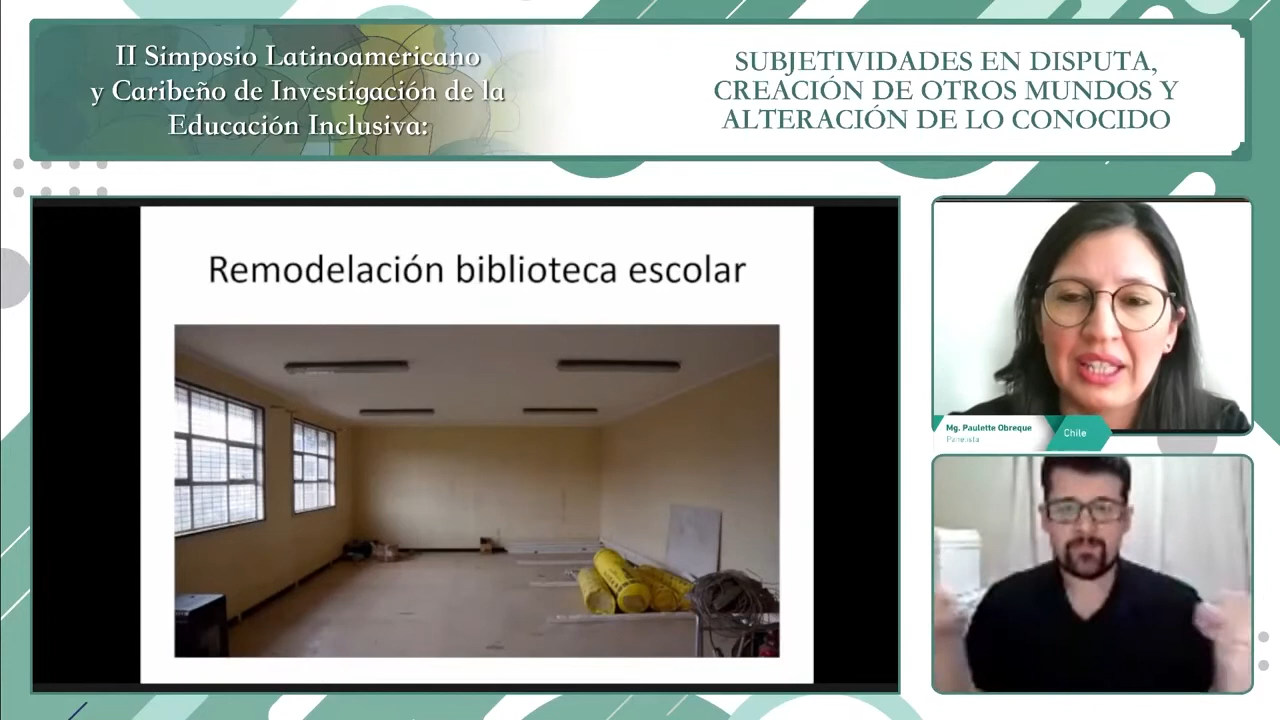 II Simposio Latinoamericano
y Caribeño de Investigación de la
Educación Inclusiva:
SUBJETIVIDADES EN DISPUTA,
CREACIÓN DE OTROS MUNDOS Y
ALTERACIÓN DE LO CONOCIDO
Remodelación biblioteca escolar
Mg. Paulette Obreque
Panelista
Chile